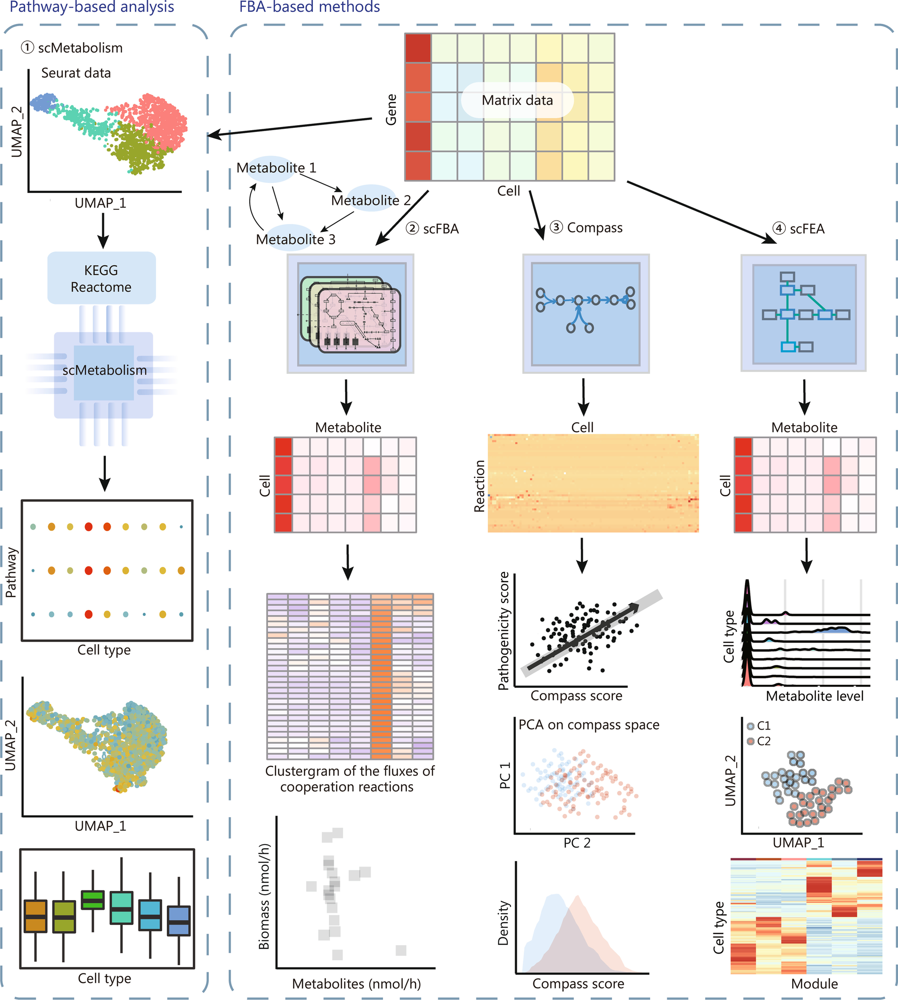 Pathway-based analysis
① scMetabolism
Seurat data
UMAP_2
UMAP_1
KEGG
Reactome
scMetabolism
Pathway
Cell type
UMAP_2
UMAP_1
Cell type
FBA-based methods
Gene
Matrix data
Cell
Metabolite 1
Metabolite 2
Metabolite 3
② scFBA
③ Compass
④ scFEA
Metabolite
Cell
Clustergram of the fluxes of
cooperation reactions
Biomass (nmol/h)
Metabolites (nmol/h)
Cell
Reaction
Pathogenicity score
Compass score
PCA on compass space
PC 1
PC 2
Density
Compass score
Metabolite
Cell
Cell type
Metabolite level
C1
C2
UMAP_2
UMAP_1
Cell type
Module